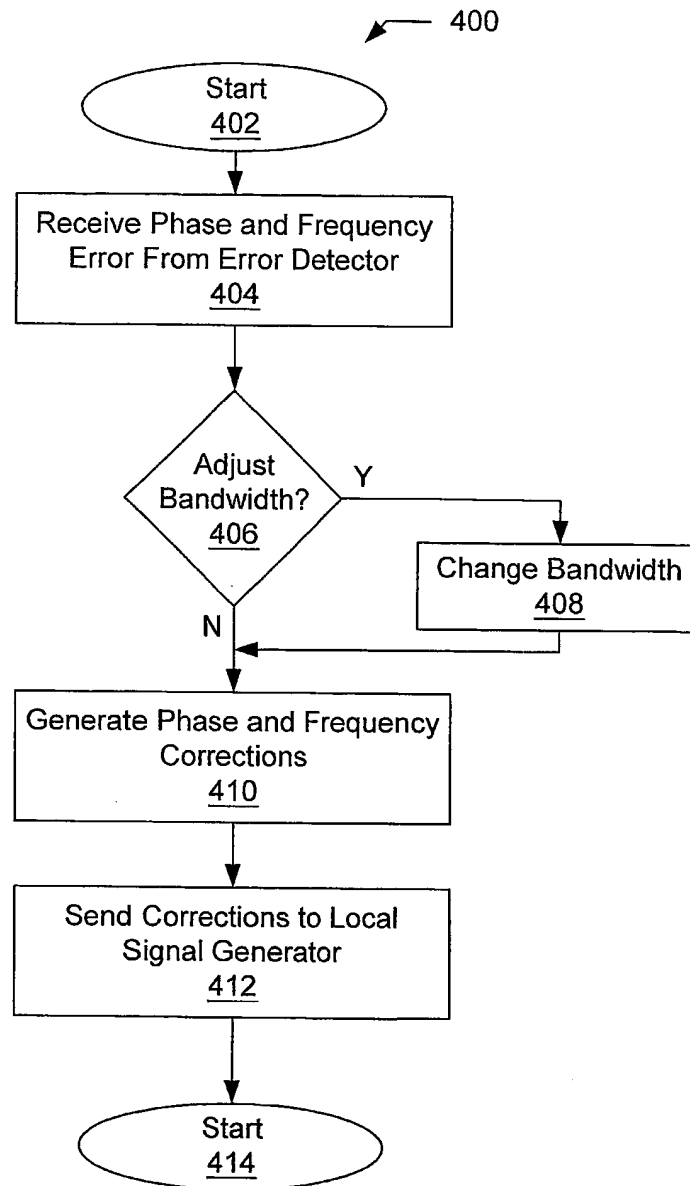 400
Start
402
Receive Phase and Frequency
Error From Error Detector
404
Adjust
Bandwidth?
406
Y
Change Bandwidth
408
N
Generate Phase and Frequency
Corrections
410
Send Corrections to Local
Signal Generator
412
Start
414